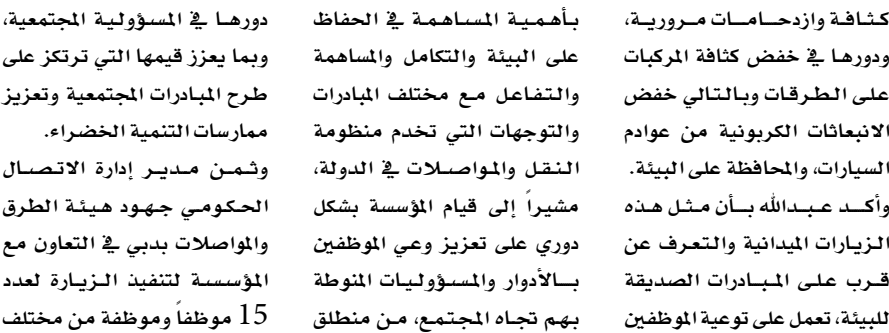 كثافة وازدحامات مرورية،
ودورها في خفض كثافة المركبات
على الطرقات وبالتالي خفض
الانبعاثات الكربونية من عوادم
السيارات، والمحافظة على البيئة.
وأكد عبدالله بأن مثل هذه
الزيارات الميدانية والتعرف عن
قرب على المبادرات الصديقة
للبيئة، تعمل على توعية الموظفين
بأهمية المساهمة في الحفاظ
على البيئة والتكامل والمساهمة
والتفاعل مع مختلف المبادرات
والتوجهات التي تخدم منظومة
النقل والمواصلات في الدولة،
مشيراً إلى قيام المؤسسة بشكل
دوري على تعزيز وعي الموظفين
بالأدوار والمسؤوليات المنوطة
بهم تجاه المجتمع، من منطلق
دورها في المسؤولية المجتمعية،
وبما يعزز قيمها التي ترتكز على
طرح المبادرات المجتمعية وتعزيز
ممارسات التنمية الخضراء.
وثمن مدير إدارة الاتصال
الحكومي جهود هيئة الطرق
والمواصلات بدبي في التعاون مع
المؤسسة لتنفيذ الزيارة لعدد
15 موظفاً وموظفة من مختلف